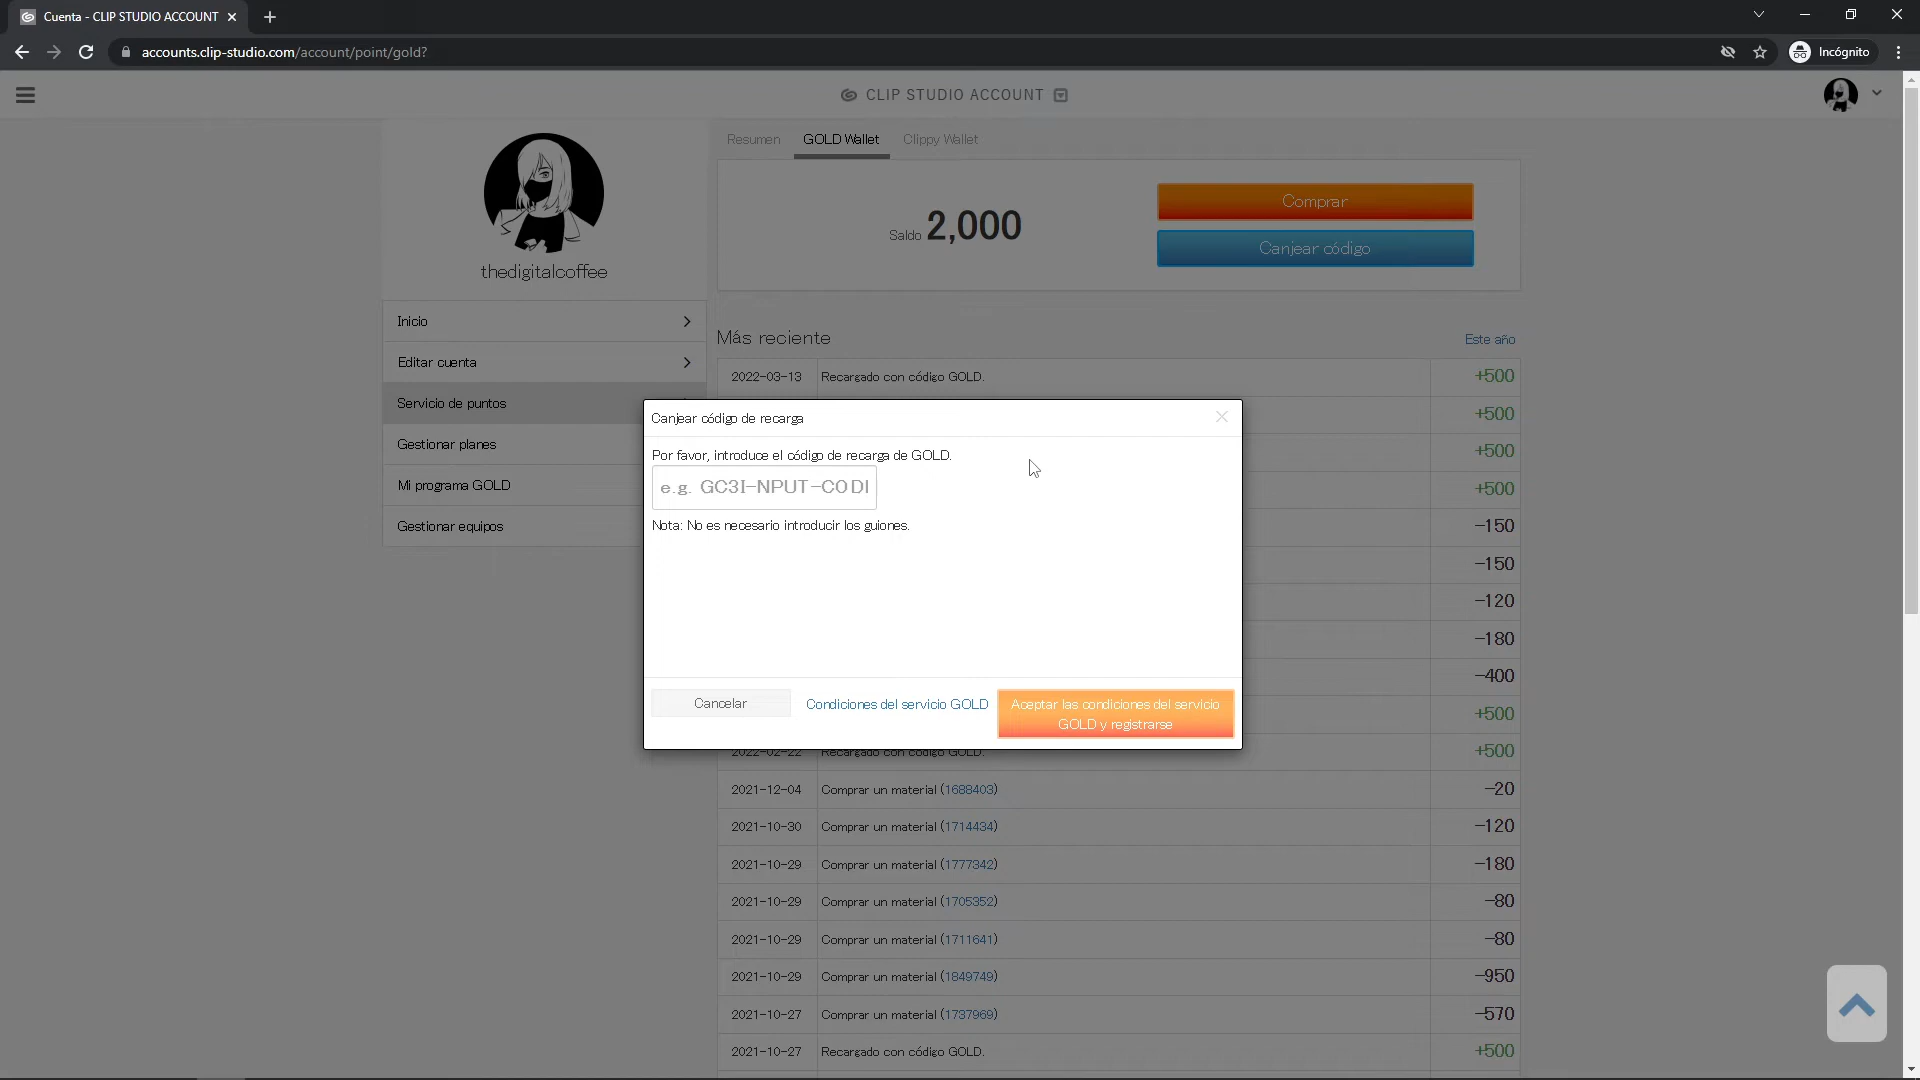 Cuenta - CLIP STUDIO ACCOUNT
accounts.clip-studio.com/account/point/gold?
Incógnito
CLIP STUDIO ACCOUNT
thedigitalcoffee
Inicio
Editar cuenta
Servicio de puntos
Gestionar planes
Mi programa GOLD
Gestionar equipos
Resumen GOLD Wallet Clippy Wallet
Saldo 2,000
Comprar
Canjear código
Más reciente
Este año
2022-03-13 Recargado con código GOLD. +500
+500
+500
+500
-150
-150
-120
-180
-400
+500
2022-02-22 Recargado con código GOLD. +500
2021-12-04 Comprar un material (1688403) -20
2021-10-30 Comprar un material (1714434) -120
2021-10-29 Comprar un material (1777342) -180
2021-10-29 Comprar un material (1705352) -80
2021-10-29 Comprar un material (1711641) -80
2021-10-29 Comprar un material (1849749) -950
2021-10-27 Comprar un material (1737969) -570
2021-10-27 Recargado con código GOLD. +500
Canjear código de recarga
Por favor, introduce el código de recarga de GOLD.
e.g. GC3I-NPUT-CODI
Nota: No es necesario introducir los guiones.
Cancelar
Condiciones del servicio GOLD
Aceptar las condiciones del servicio
GOLD y registrarse